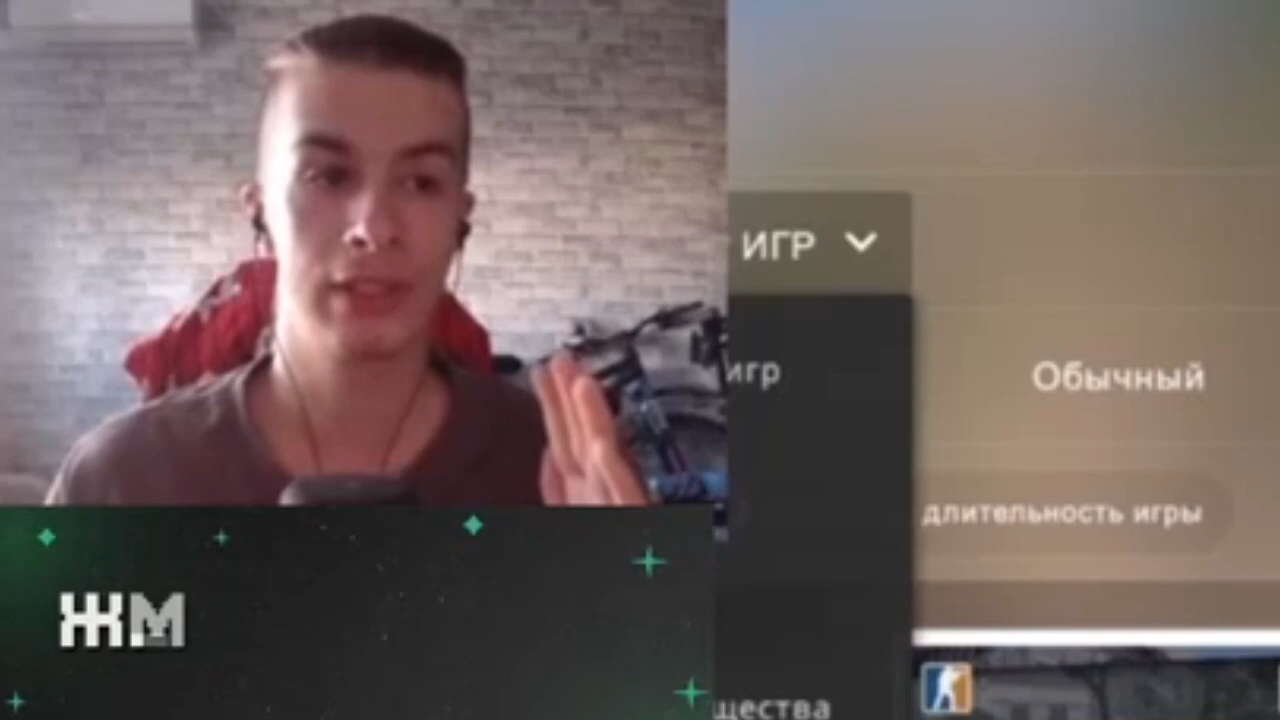 ИГР
игр
Обычный
длительность игры
ЖМ
щества